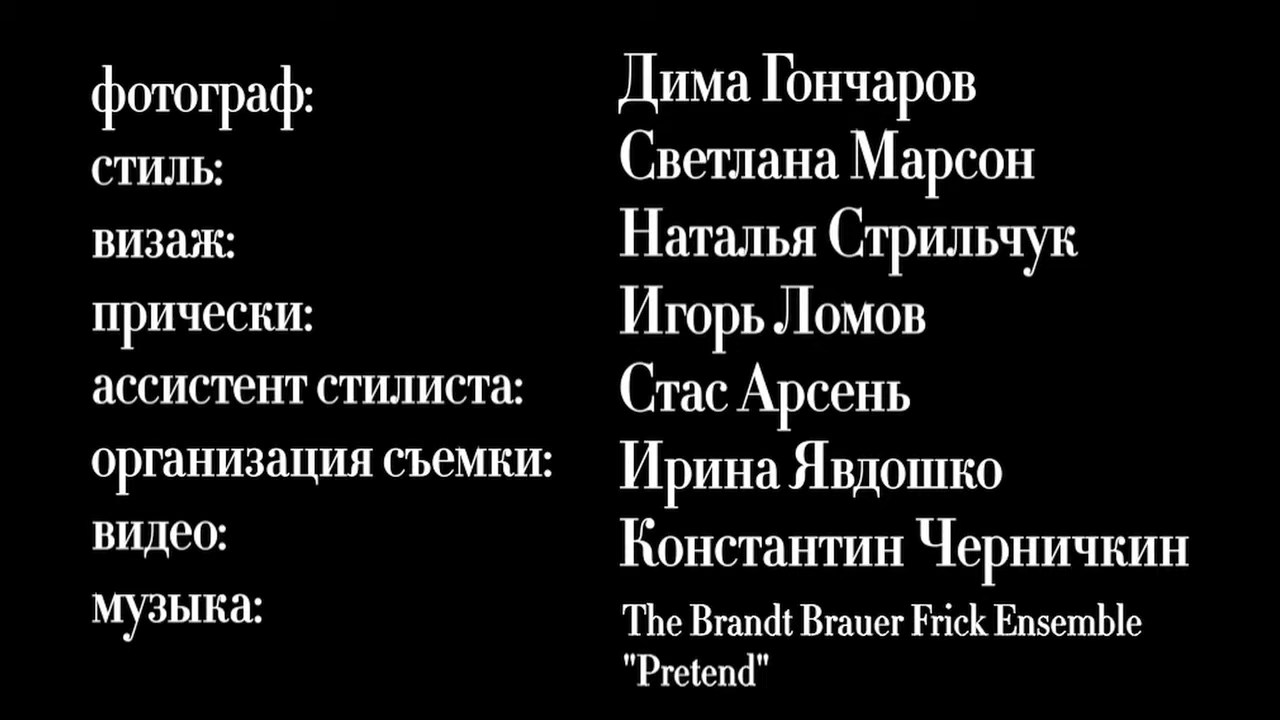 фотограф:
Дима Гончаров
стиль:
Светлана Марсон
визаж:
Наталья Стрильчук
прически:
Игорь Ломов
ассистент стилиста:
Стас Арсень
организация съемки:
Ирина Явдошко
видео:
Константин Черничкин
музыка:
The Brandt Brauer Frick Ensemble
"Pretend"